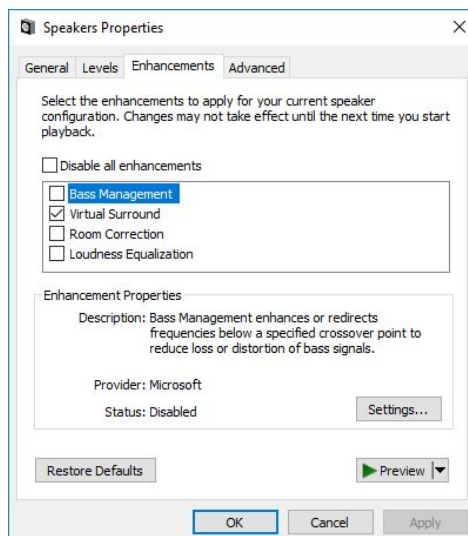 Speakers Properties
General Levels Enhancements Advanced
Select the enhancements to apply for your current speaker
configuration. Changes may not take effect until the next time you start
playback.
Disable all enhancements
Bass Management
Virtual Surround
Room Correction
Loudness Equalization
Enhancement Properties
Description: Bass Management enhances or redirects
frequencies below a specified crossover point to
reduce loss or distortion of bass signals.
Provider: Microsoft
Status: Disabled Settings...
Restore Defaults Preview
OK Cancel Apply